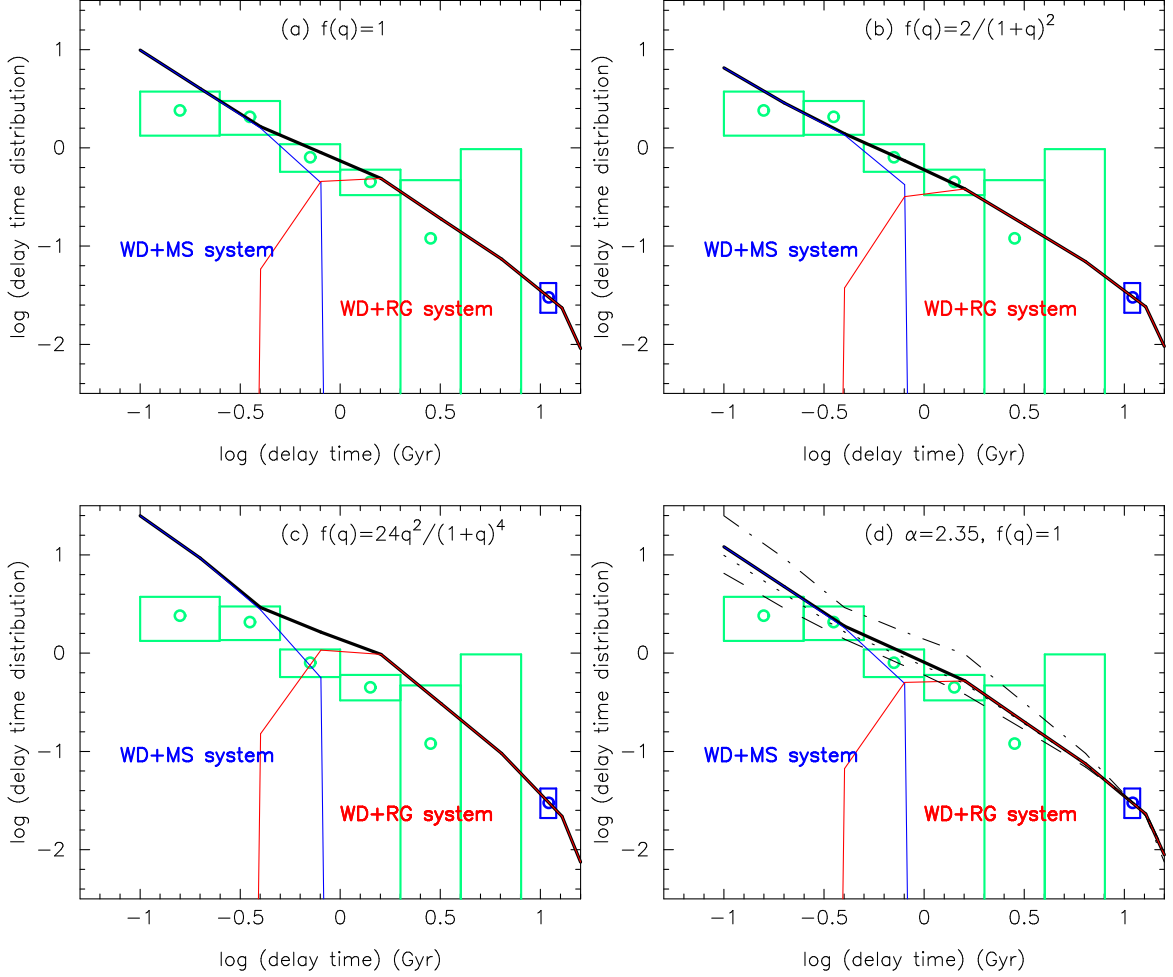 (a) f(q)=1
log (delay time distribution)
1
0
−1
−2
WD+MS system
WD+RG system
−1
−0.5
0
0.5
1
log (delay time) (Gyr)
(b) f(q)=2/(1+q)²
log (delay time distribution)
1
0
−1
−2
WD+MS system
WD+RG system
−1
−0.5
0
0.5
1
log (delay time) (Gyr)
(c) f(q)=24q²/(1+q)⁴
log (delay time distribution)
1
0
−1
−2
WD+MS system
WD+RG system
−1
−0.5
0
0.5
1
log (delay time) (Gyr)
(d) α=2.35, f(q)=1
log (delay time distribution)
1
0
−1
−2
WD+MS system
WD+RG system
−1
−0.5
0
0.5
1
log (delay time) (Gyr)